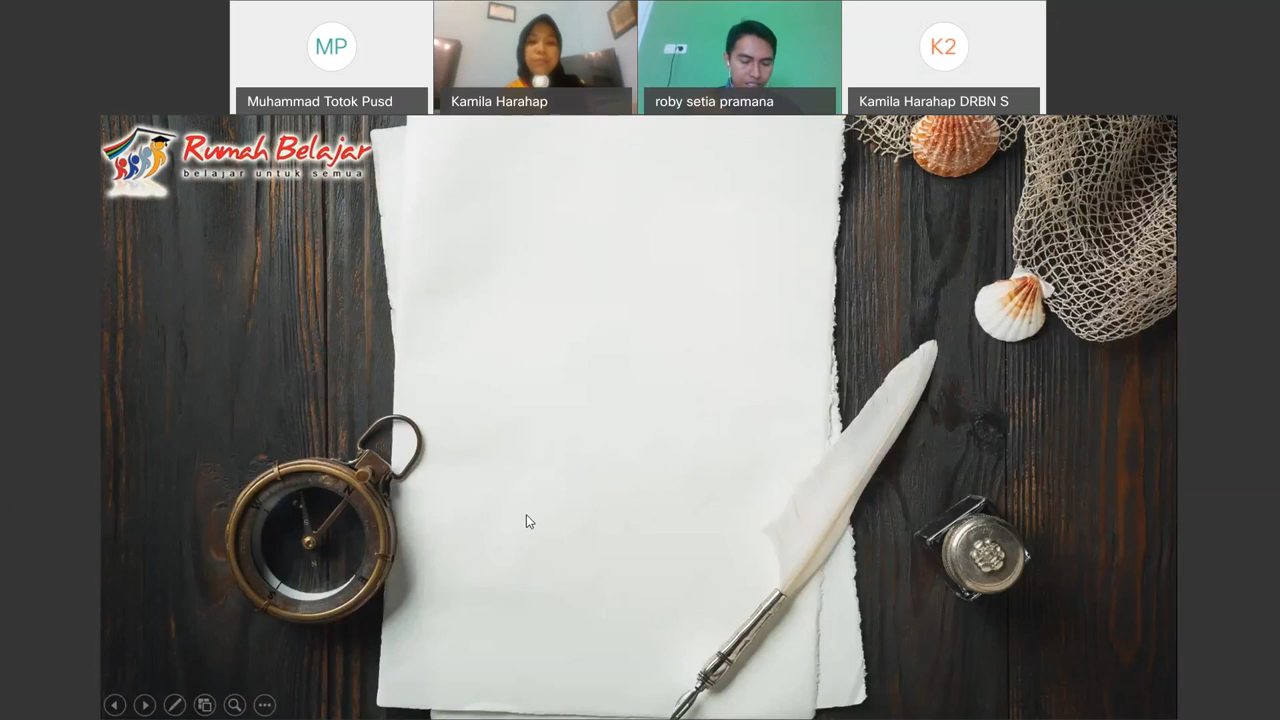 MP
K2
Muhammad Totok Pusd
Kamila Harahap
roby setia pramana
Kamila Harahap DRBN S
Rumah Belajar
belajar untuk semua
N